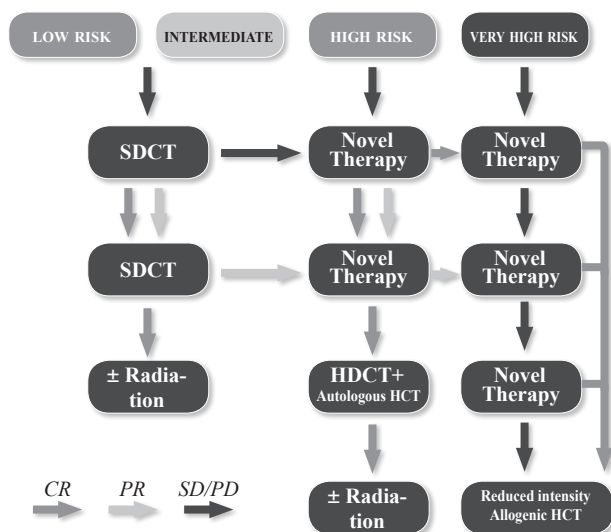 LOW RISK
INTERMEDIATE
HIGH RISK
VERY HIGH RISK
SDCT
Novel
Therapy
Novel
Therapy
SDCT
Novel
Therapy
Novel
Therapy
± Radia-
tion
HDCT+
Autologous HCT
Novel
Therapy
CR
PR
SD/PD
± Radia-
tion
Reduced intensity
Allogenic HCT